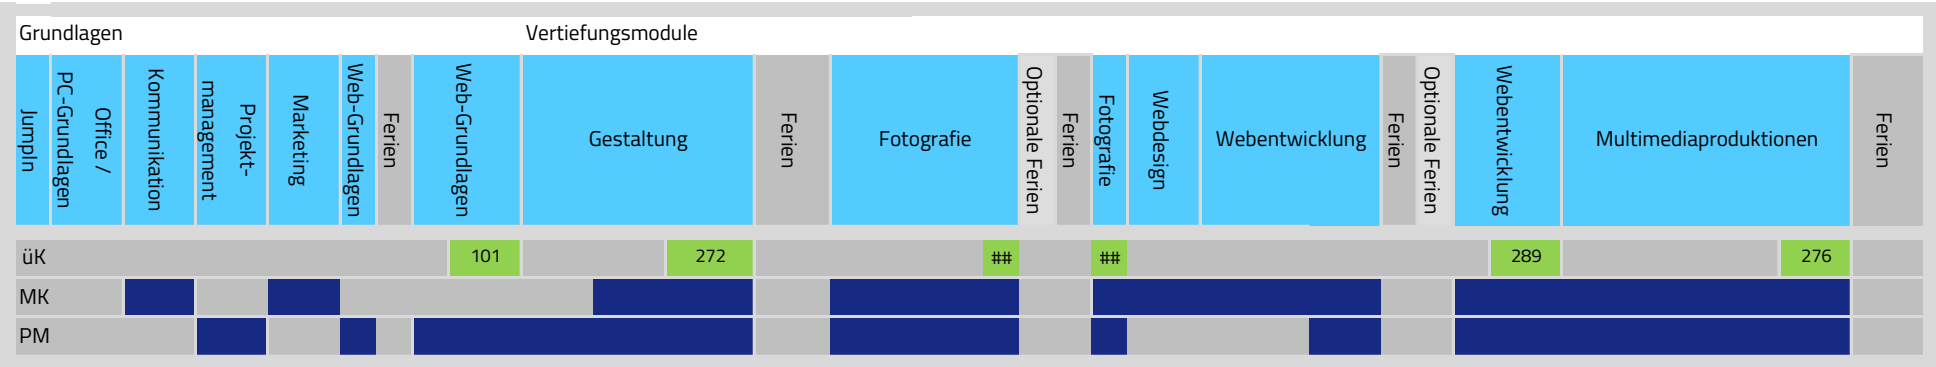 Grundlagen
Vertiefungsmodule
JumpIn
Office /
PC-Grundlagen
Kommunikation
Projekt-
management
Marketing
Web-Grundlagen
Ferien
Web-Grundlagen
Gestaltung
Ferien
Fotografie
Optionale Ferien
Ferien
Fotografie
Webdesign
Webentwicklung
Ferien
Optionale Ferien
Webentwicklung
Multimediaproduktionen
Ferien
üK
101
272
##
##
289
276
MK
PM